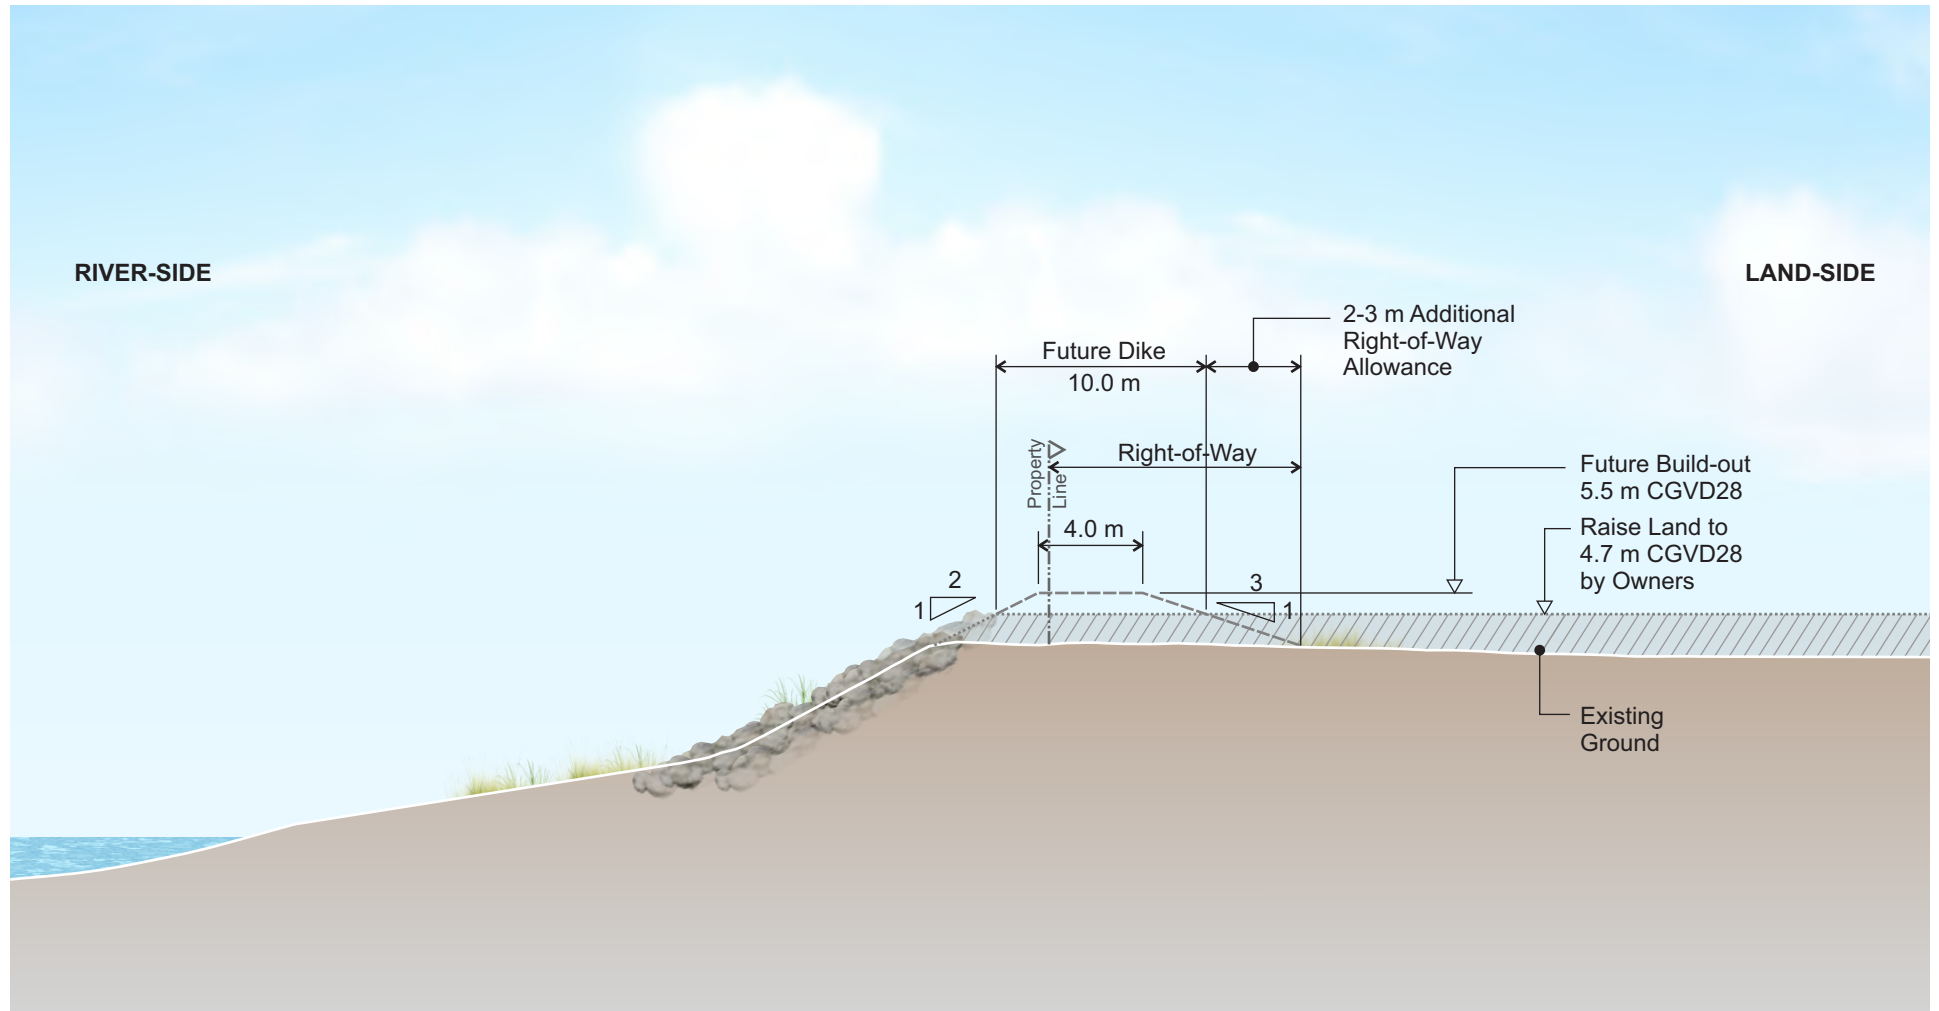 RIVER-SIDE
LAND-SIDE
2-3 m Additional
Right-of-Way
Allowance
Future Dike
10.0 m
Property
Line
Right-of-Way
Future Build-out
5.5 m CGVD28
4.0 m
Raise Land to
4.7 m CGVD28
by Owners
2
1
3
1
Existing
Ground